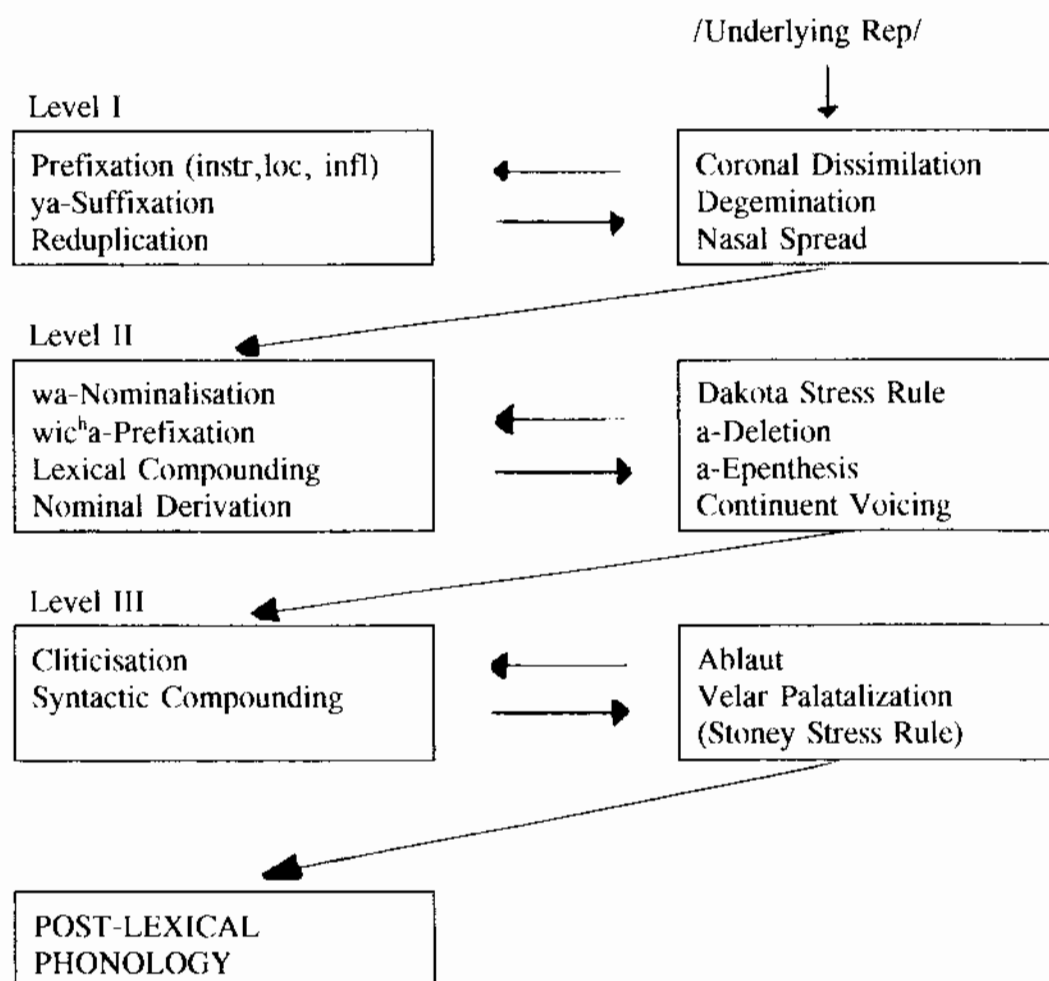 /Underlying Rep/
Level I
Prefixation (instr,loc, infl)
ya-Suffixation
Reduplication
Coronal Dissimilation
Degemination
Nasal Spread
Level II
wa-Nominalisation
wicʰa-Prefixation
Lexical Compounding
Nominal Derivation
Dakota Stress Rule
a-Deletion
a-Epenthesis
Continuent Voicing
Level III
Cliticisation
Syntactic Compounding
Ablaut
Velar Palatalization
(Stoney Stress Rule)
POST-LEXICAL
PHONOLOGY